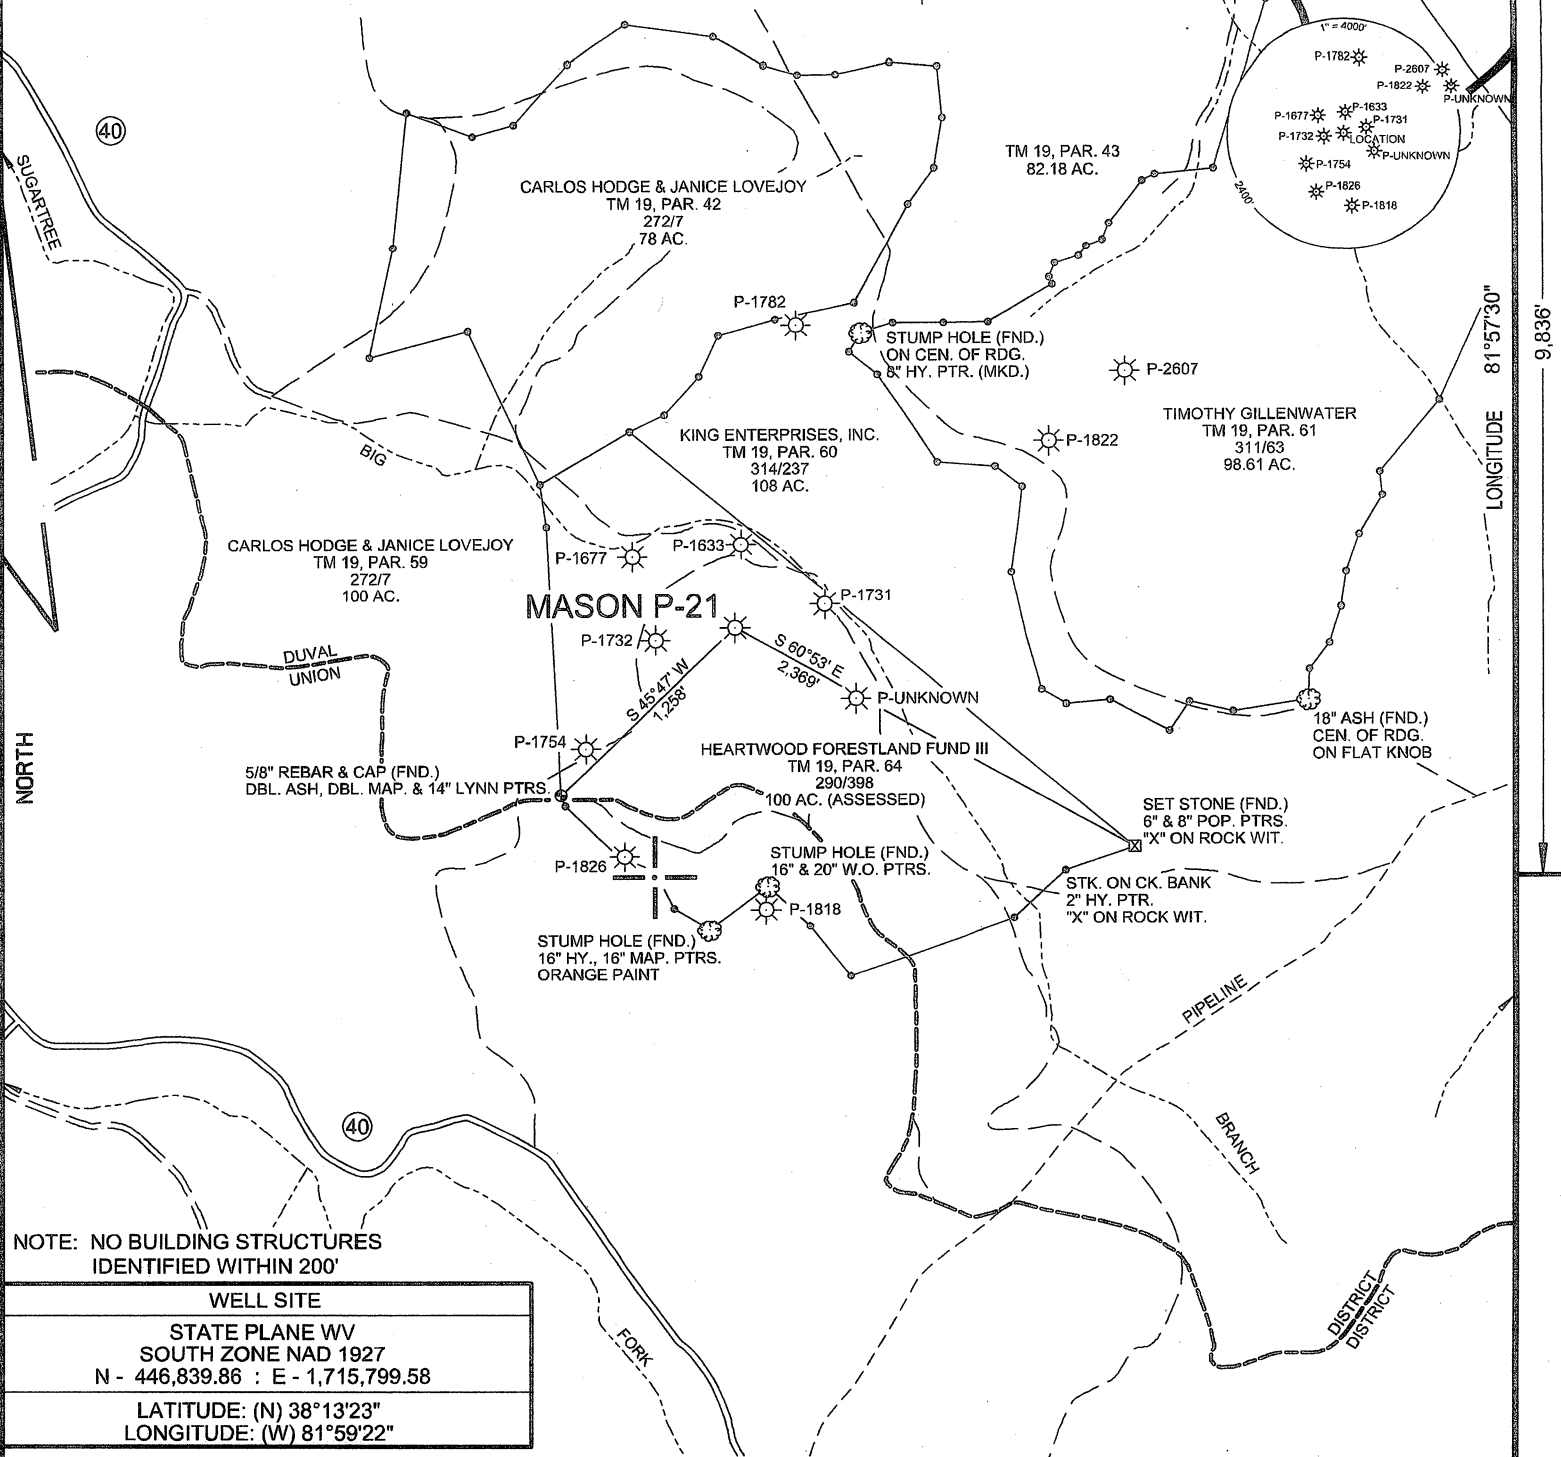 1" = 4000'
P-1782
P-2607
P-1822
P-UNKNOWN
P-1677
P-1633
P-1731
P-1732
LOCATION
P-UNKNOWN
P-1754
P-1826
P-1818
2400'
40
SUGARTREE
CARLOS HODGE & JANICE LOVEJOY
TM 19, PAR. 42
272/7
78 AC.
TM 19, PAR. 43
82.18 AC.
P-1782
STUMP HOLE (FND.)
ON CEN. OF RDG.
6" HY. PTR. (MKD.)
P-2607
LONGITUDE 81°57'30"
9,836'
TIMOTHY GILLENWATER
TM 19, PAR. 61
311/63
98.61 AC.
P-1822
BIG
KING ENTERPRISES, INC.
TM 19, PAR. 60
314/237
108 AC.
CARLOS HODGE & JANICE LOVEJOY
TM 19, PAR. 59
272/7
100 AC.
P-1677
P-1633
P-1731
MASON P-21
P-1732
DUVAL
UNION
S 60°53' E
2,369'
S 45°47' W
1,258'
P-UNKNOWN
P-1754
NORTH
5/8" REBAR & CAP (FND.)
DBL. ASH, DBL. MAP. & 14" LYNN PTRS.
HEARTWOOD FORESTLAND FUND III
TM 19, PAR. 64
290/398
100 AC. (ASSESSED)
18" ASH (FND.)
CEN. OF RDG.
ON FLAT KNOB
SET STONE (FND.)
6" & 8" POP. PTRS.
"X" ON ROCK WIT.
STUMP HOLE (FND.)
16" & 20" W.O. PTRS.
P-1826
STK. ON CK. BANK
2" HY. PTR.
"X" ON ROCK WIT.
P-1818
STUMP HOLE (FND.)
16" HY., 16" MAP. PTRS.
ORANGE PAINT
PIPELINE
BRANCH
40
FORK
DISTRICT
DISTRICT
NOTE: NO BUILDING STRUCTURES
IDENTIFIED WITHIN 200'
WELL SITE
STATE PLANE WV
SOUTH ZONE NAD 1927
N - 446,839.86 : E - 1,715,799.58
LATITUDE: (N) 38°13'23"
LONGITUDE: (W) 81°59'22"